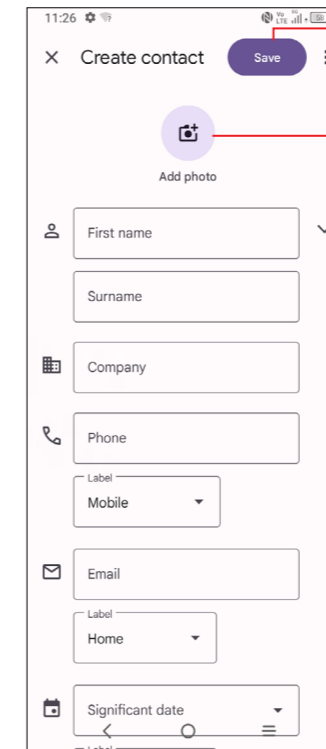 11:26
Create contact
Save
Add photo
First name
Surname
Company
Phone
Label
Mobile
Email
Label
Home
Significant date
Label